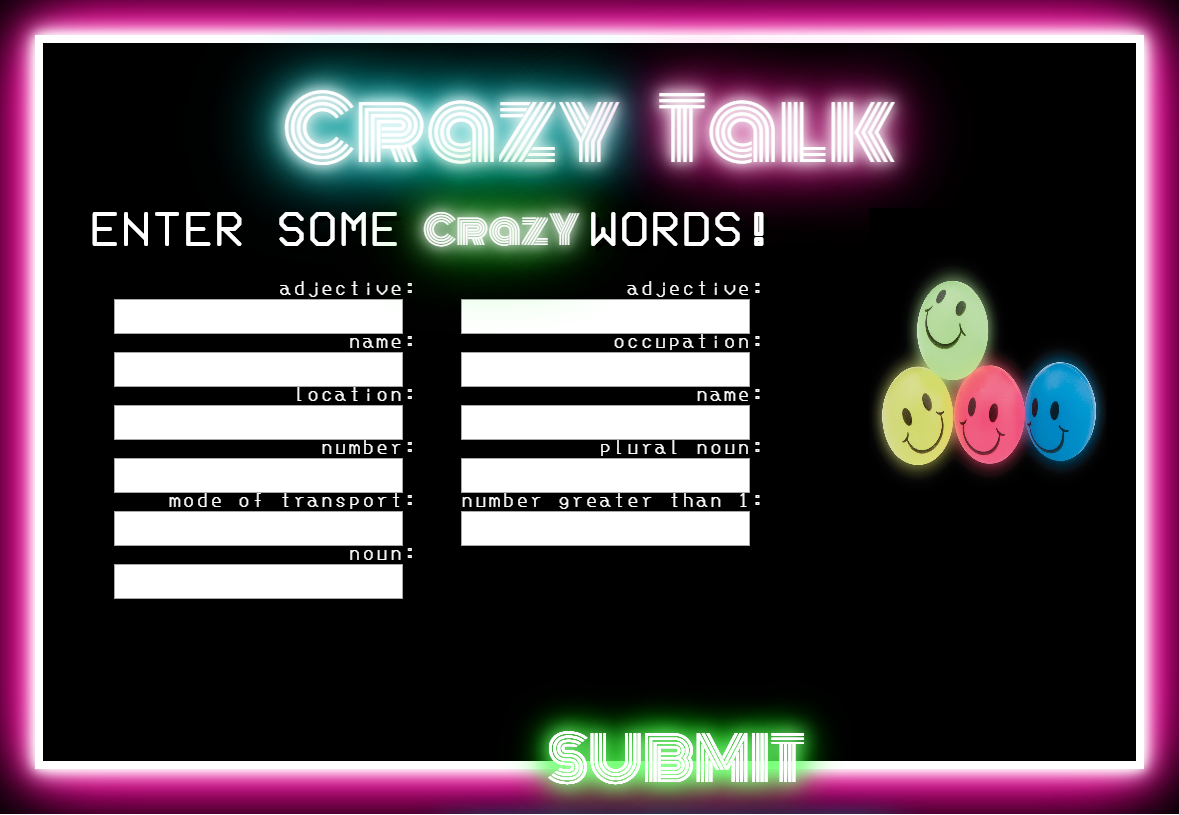 Crazy Talk
ENTER SOME CrazY WORDS!
adjective:
name:
location:
number:
mode of transport:
noun:
adjective:
occupation:
name:
plural noun:
number greater than 1:
SUBMIT